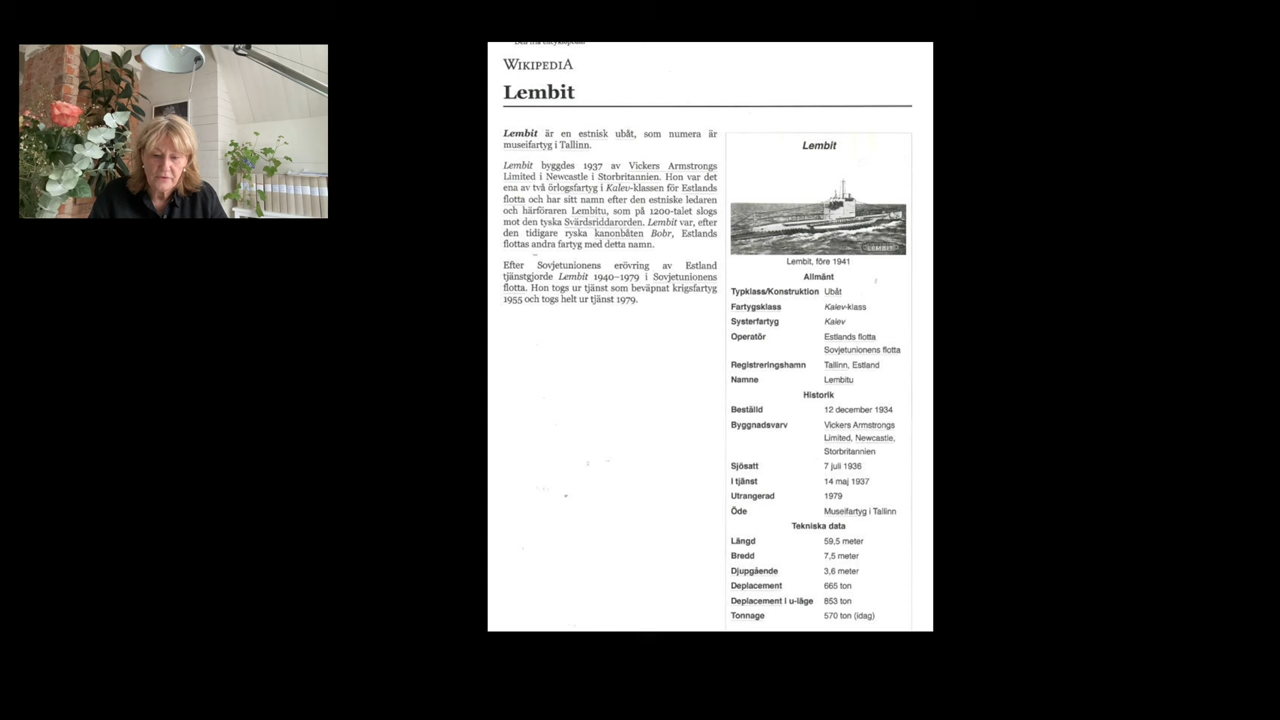 WIKIPEDIA
Lembit
Lembit är en estnisk ubåt, som numera är
museifartyg i Tallinn.
Lembit byggdes 1937 av Vickers Armstrongs
Limited i Newcastle i Storbritannien. Hon var det
ena av två örlogsfartyg i Kalev-klassen för Estlands
flotta och har sitt namn efter den estniske ledaren
och härföraren Lembitu, som på 1200-talet slogs
mot den tyska Svärdsriddarorden. Lembit var, efter
den tidigare ryska kanonbåten Bobr, Estlands
flottas andra fartyg med detta namn.
Efter Sovjetunionens erövring av Estland
tjänstgjorde Lembit 1940–1979 i Sovjetunionens
flotta. Hon togs ur tjänst som beväpnat krigsfartyg
1955 och togs helt ur tjänst 1979.
Lembit
LEMBIT
Lembit, före 1941
Allmänt
Typklass/Konstruktion Ubåt
Fartygsklass Kalev-klass
Systerfartyg Kalev
Operatör Estlands flotta
Sovjetunionens flotta
Registreringshamn Tallinn, Estland
Namne Lembitu
Historik
Beställd 12 december 1934
Byggnadsvarv Vickers Armstrongs
Limited, Newcastle,
Storbritannien
Sjösatt 7 juli 1936
I tjänst 14 maj 1937
Utrangerad 1979
Öde Museifartyg i Tallinn
Tekniska data
Längd 59,5 meter
Bredd 7,5 meter
Djupgående 3,6 meter
Deplacement 665 ton
Deplacement i u-läge 853 ton
Tonnage 570 ton (idag)